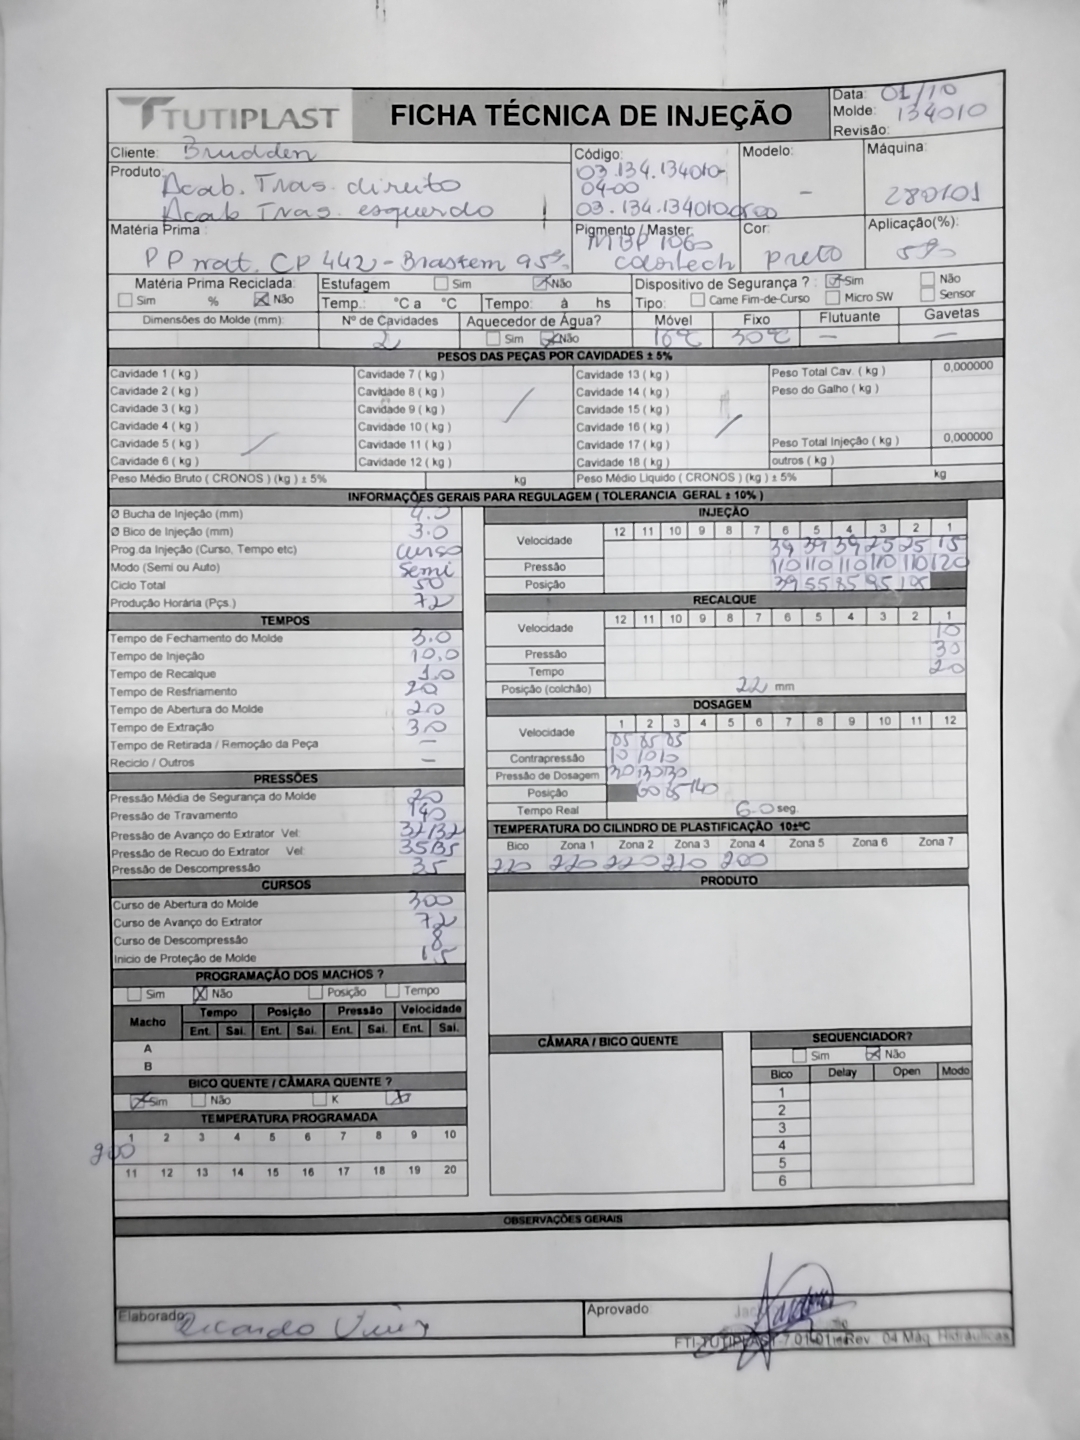 TUTIPLAST
FICHA TÉCNICA DE INJEÇÃO
Data: 01/10
Molde: 134010
Revisão:
Cliente: Brudden
Produto: Acab. Tras. direito
Acab Tras. esquerdo
Código:
03.134.134010-
04-00
03.134.134010
Modelo: -
Máquina:
280101
Matéria Prima:
PP nat. CP 442 - Brastem 95%
Pigmento / Master:
MBP 1060
colortech
Cor:
preto
Aplicação(%):
5%
Matéria Prima Reciclada:
Sim % Não
Estufagem Sim Não
Temp.: °C a °C Tempo: à hs
Dispositivo de Segurança ? : Sim Não
Tipo: Came Fim-de-Curso Micro SW Sensor
Dimensões do Molde (mm):
Nº de Cavidades
2
Aquecedor de Água?
Sim Não
Móvel Fixo Flutuante Gavetas
10°C 30°C — —
PESOS DAS PEÇAS POR CAVIDADES ± 5%
Cavidade 1 ( kg ) Cavidade 7 ( kg ) Cavidade 13 ( kg ) Peso Total Cav. ( kg ) 0,000000
Cavidade 2 ( kg ) Cavidade 8 ( kg ) Cavidade 14 ( kg ) Peso do Galho ( kg )
Cavidade 3 ( kg ) Cavidade 9 ( kg ) Cavidade 15 ( kg )
Cavidade 4 ( kg ) Cavidade 10 ( kg ) Cavidade 16 ( kg )
Cavidade 5 ( kg ) Cavidade 11 ( kg ) Cavidade 17 ( kg ) Peso Total Injeção ( kg ) 0,000000
Cavidade 6 ( kg ) Cavidade 12 ( kg ) Cavidade 18 ( kg ) outros ( kg )
Peso Médio Bruto ( CRONOS ) (kg ) ± 5% kg Peso Médio Liquido ( CRONOS ) (kg ) ± 5% kg
INFORMAÇÕES GERAIS PARA REGULAGEM ( TOLERANCIA GERAL ± 10% )
Ø Bucha de Injeção (mm) 4.0
Ø Bico de Injeção (mm) 3.0
Prog.da Injeção (Curso, Tempo etc) curso
Modo (Semi ou Auto) Semi
Ciclo Total 50
Produção Horária (Pçs.) 72
TEMPOS
Tempo de Fechamento do Molde 3.0
Tempo de Injeção 10.0
Tempo de Recalque 1.0
Tempo de Resfriamento 20
Tempo de Abertura do Molde 2.0
Tempo de Extração 3.0
Tempo de Retirada / Remoção da Peça —
Reciclo / Outros —
PRESSÕES
Pressão Média de Segurança do Molde 20
Pressão de Travamento 140
Pressão de Avanço do Extrator Vel: 32/32
Pressão de Recuo do Extrator Vel: 35/35
Pressão de Descompressão 35
CURSOS
Curso de Abertura do Molde 300
Curso de Avanço do Extrator 72
Curso de Descompressão 8
Inicio de Proteção de Molde 15
PROGRAMAÇÃO DOS MACHOS ?
Sim Não Posição Tempo
Macho Tempo Posição Pressão Velocidade
Ent. Sai. Ent. Sai. Ent. Sai. Ent. Sai.
A
B
BICO QUENTE / CÂMARA QUENTE ?
Sim Não K
TEMPERATURA PROGRAMADA
1 2 3 4 5 6 7 8 9 10
200
11 12 13 14 15 16 17 18 19 20
INJEÇÃO
12 11 10 9 8 7 6 5 4 3 2 1
Velocidade 39 39 39 25 25 15
Pressão 110 110 110 110 110 120
Posição 39 55 85 95 105
RECALQUE
12 11 10 9 8 7 6 5 4 3 2 1
Velocidade 10
Pressão 30
Tempo 20
Posição (colchão) 22 mm
DOSAGEM
1 2 3 4 5 6 7 8 9 10 11 12
Velocidade 85 85 85
Contrapressão 10 10 10
Pressão de Dosagem 130 130 130
Posição 60 85 140
Tempo Real 6.0 seg.
TEMPERATURA DO CILINDRO DE PLASTIFICAÇÃO 10±ºC
Bico Zona 1 Zona 2 Zona 3 Zona 4 Zona 5 Zona 6 Zona 7
220 220 220 210 200
PRODUTO
CÂMARA / BICO QUENTE
SEQUENCIADOR?
Sim Não
Bico Delay Open Modo
1
2
3
4
5
6
OBSERVAÇÕES GERAIS
Elaborado Ricardo
Aprovado
FTI-TUTIPLAST-7.01-01 Rev. 04 Máq. Hidráulicas